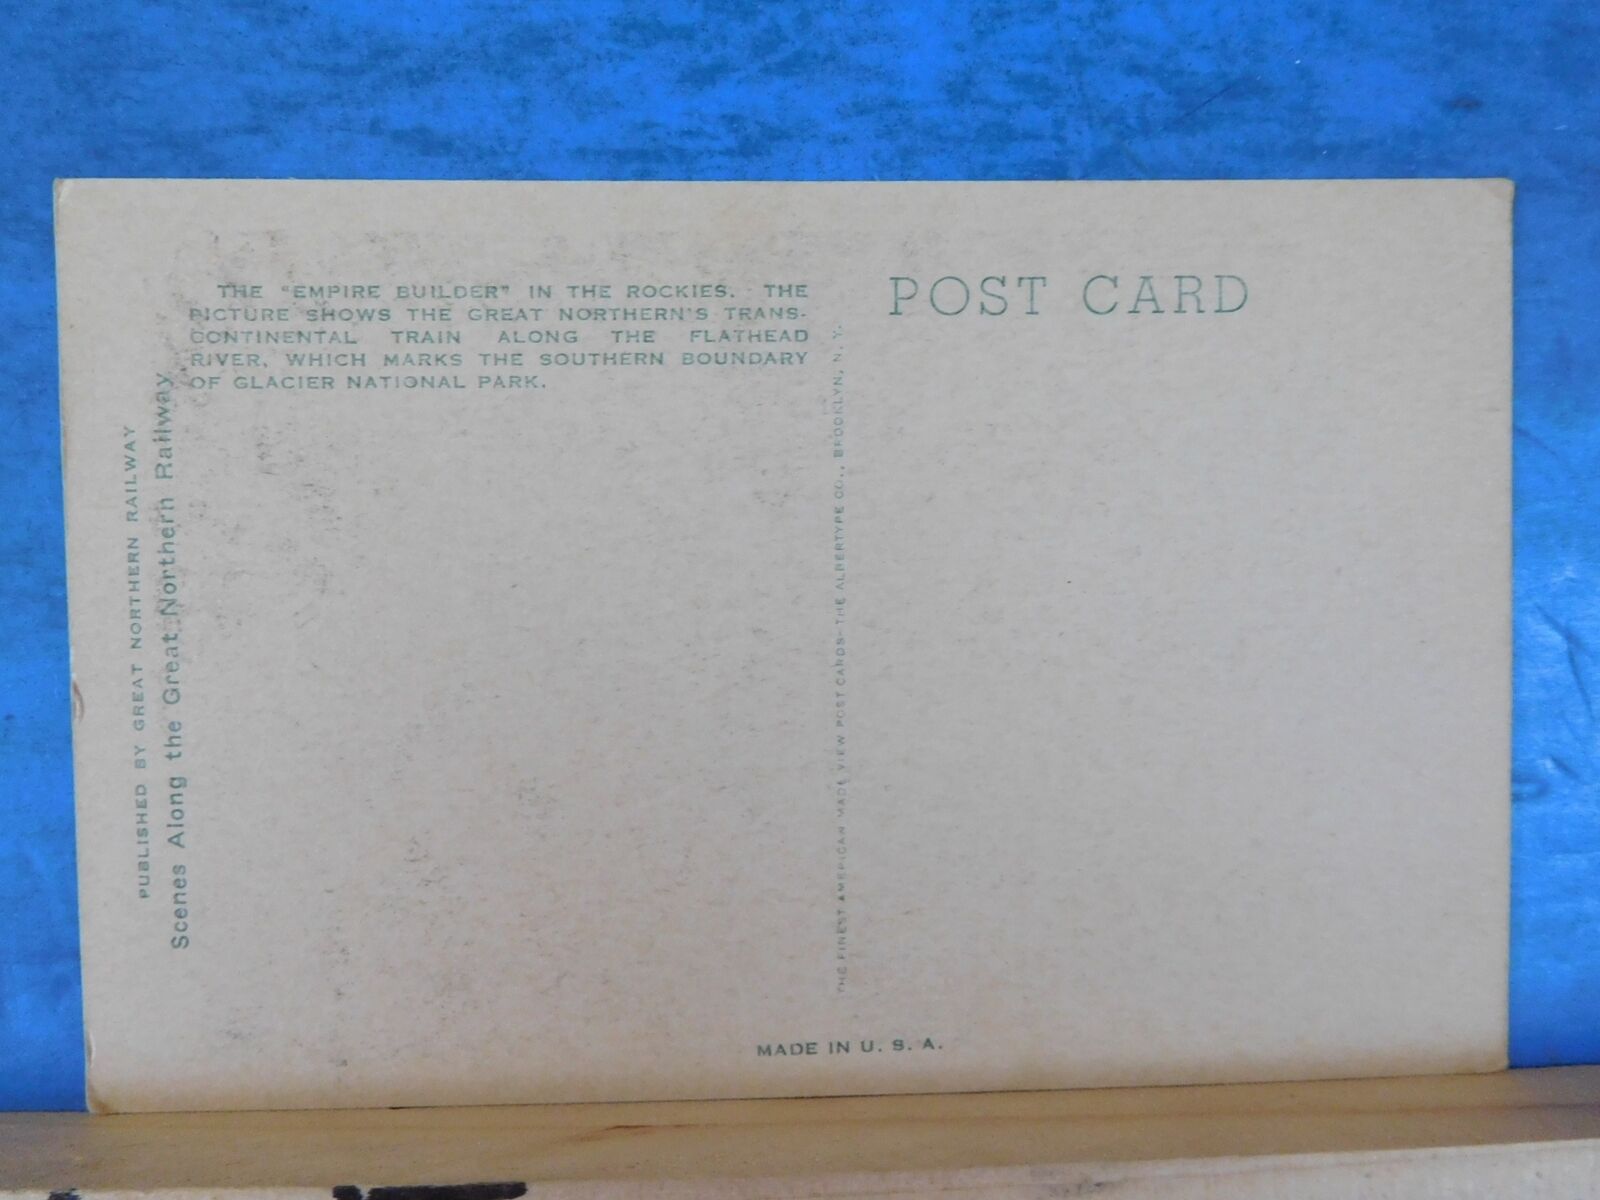 THE "EMPIRE BUILDER" IN THE ROCKIES. THE
PICTURE SHOWS THE GREAT NORTHERN'S TRANS-
CONTINENTAL TRAIN ALONG THE FLATHEAD
RIVER, WHICH MARKS THE SOUTHERN BOUNDARY
OF GLACIER NATIONAL PARK.
POST CARD
PUBLISHED BY GREAT NORTHERN RAILWAY
Scenes Along the Great Northern Railway
THE FINEST AMERICAN MADE VIEW POST CARDS-THE ALBERTYPE CO., BROOKLYN, N. Y.
MADE IN U. S. A.